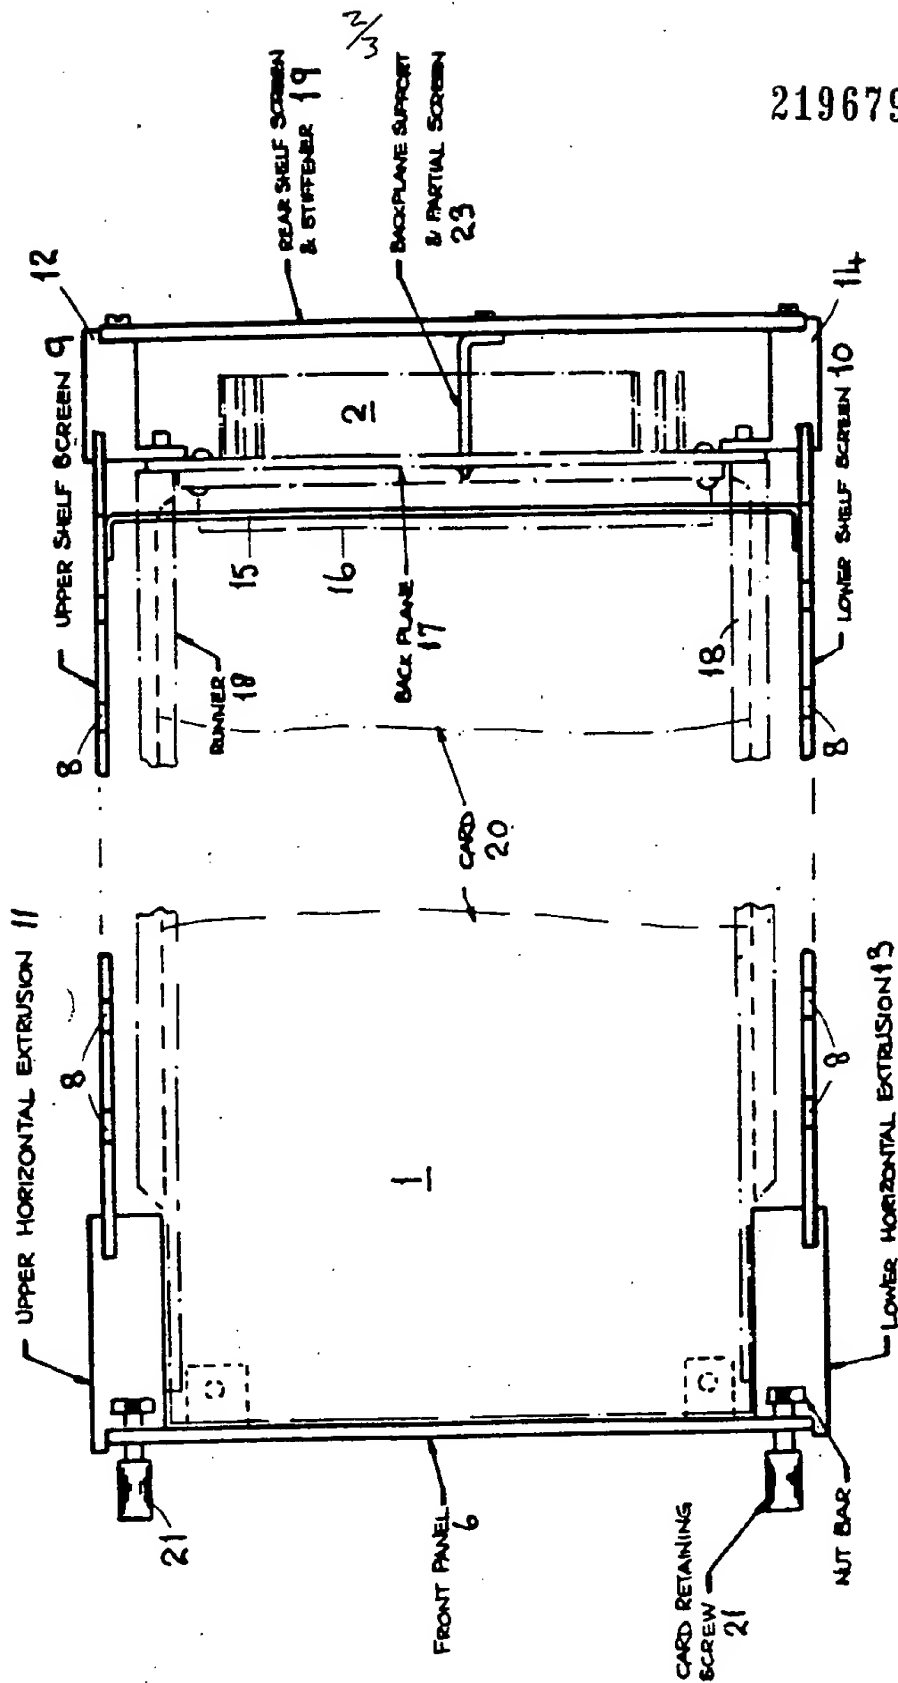 2/3
219679
UPPER HORIZONTAL EXTRUSION 11
UPPER SHELF SCREEN 9
12
REAR SHELF SCREEN
& STIFFENER 19
BACKPLANE SUPPORT
& PARTIAL SCREEN
23
8
8
RUNNER
18
15
16
2
BACK PLANE
17
1
CARD
20
18
21
FRONT PANEL
6
CARD RETAINING
SCREW
21
NUT BAR
8
8
LOWER HORIZONTAL EXTRUSION 13
LOWER SHELF SCREEN 10
14